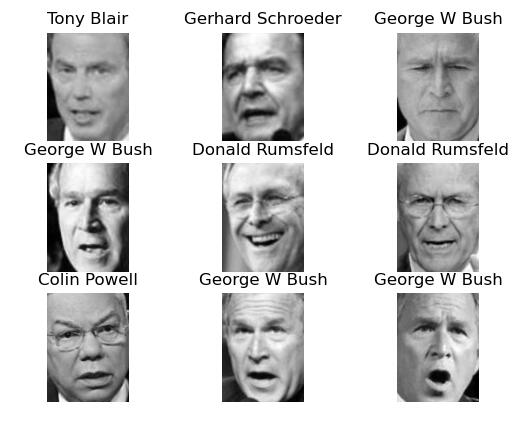 Tony Blair
Gerhard Schroeder
George W Bush
George W Bush
Donald Rumsfeld
Donald Rumsfeld
Colin Powell
George W Bush
George W Bush